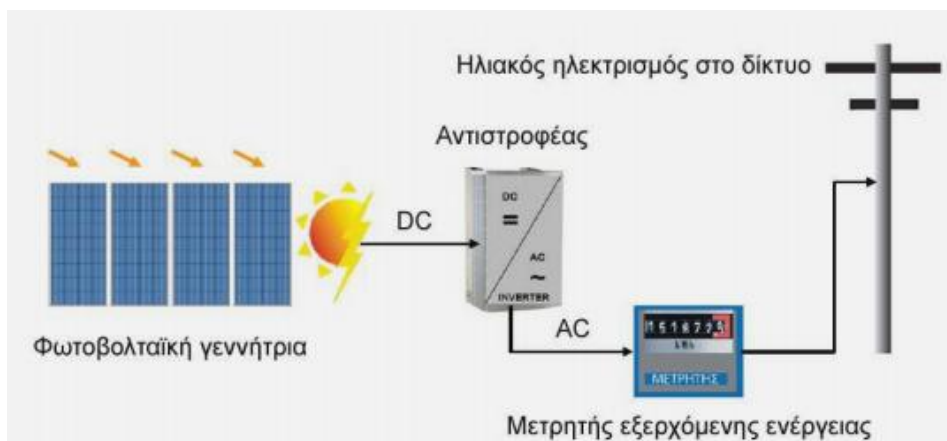 Ηλιακός ηλεκτρισμός στο δίκτυο
Αντιστροφέας
DC
=
AC
~
INVERTER
DC
AC
Φωτοβολταϊκή γεννήτρια
ΜΕΤΡΗΤΗΣ
Μετρητής εξερχόμενης ενέργειας